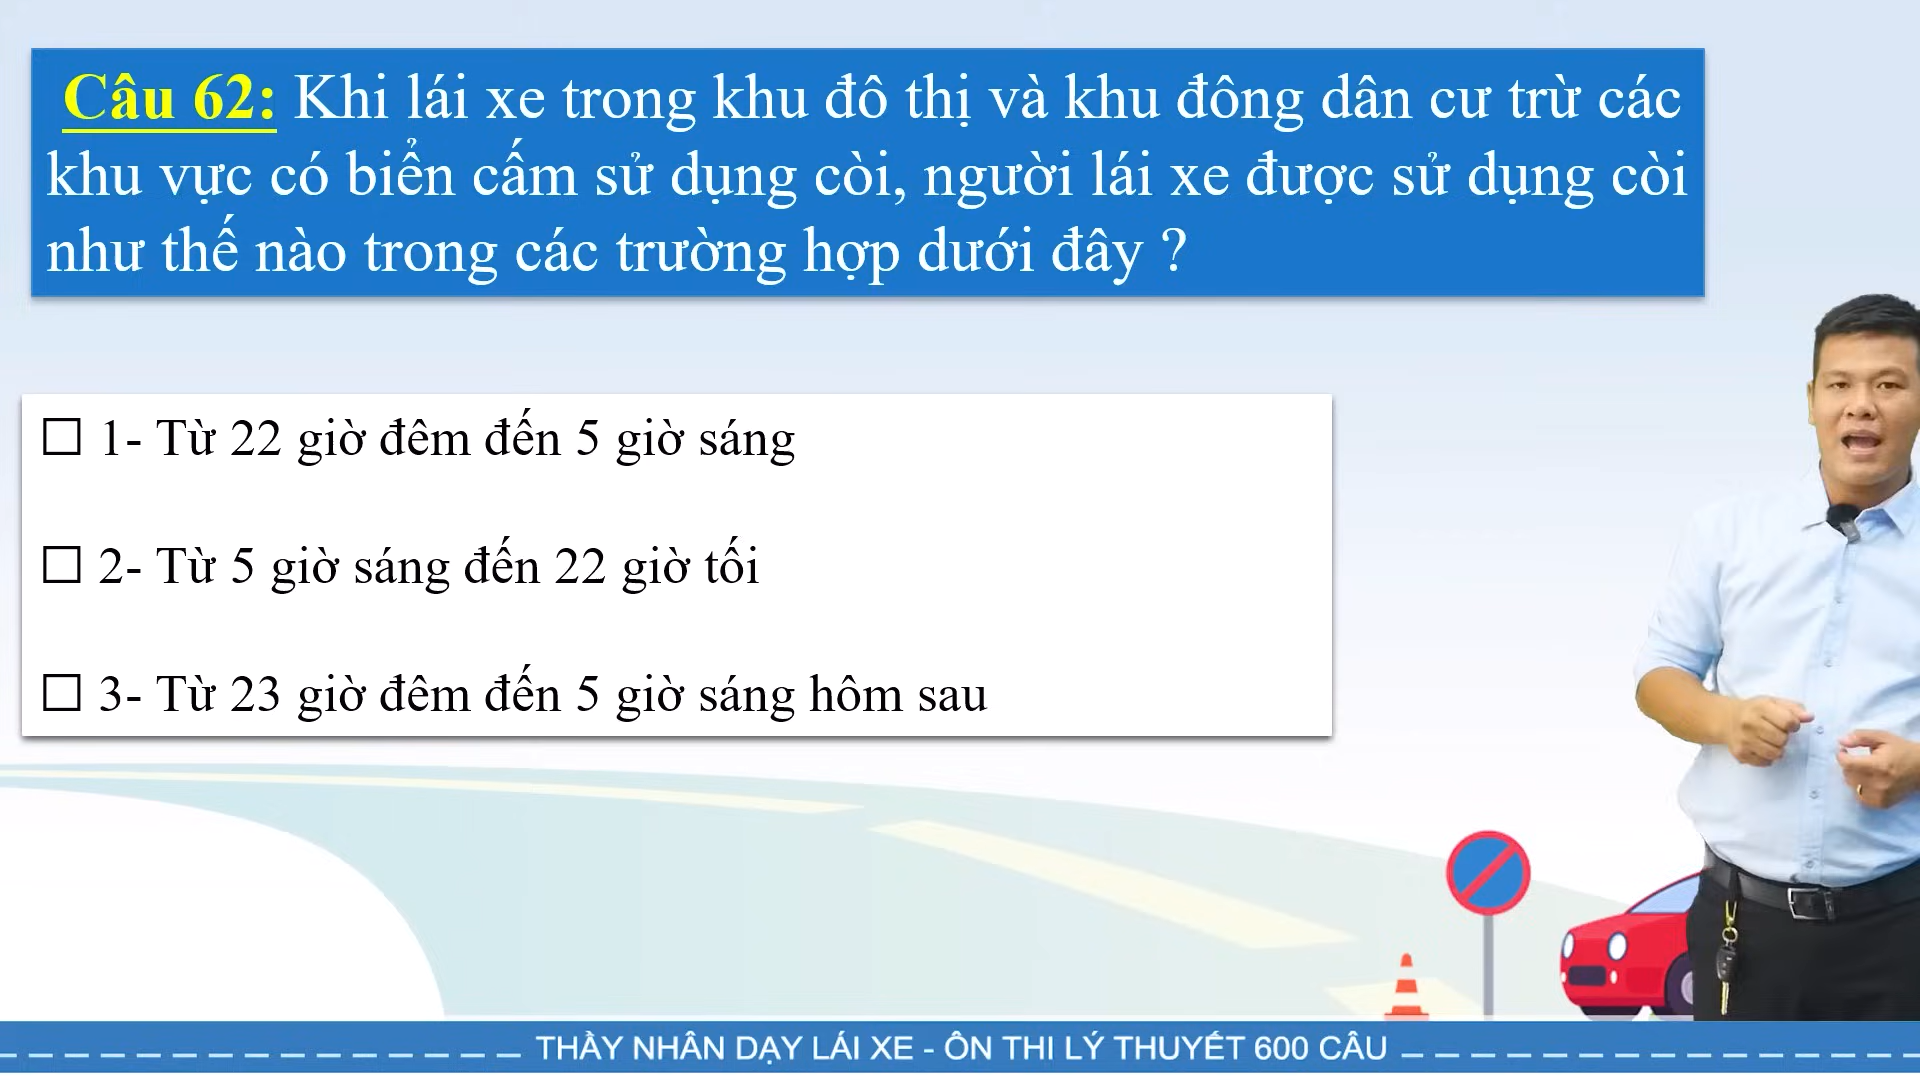 Câu 62: Khi lái xe trong khu đô thị và khu đông dân cư trừ các
khu vực có biển cấm sử dụng còi, người lái xe được sử dụng còi
như thế nào trong các trường hợp dưới đây ?
☐ 1- Từ 22 giờ đêm đến 5 giờ sáng
☐ 2- Từ 5 giờ sáng đến 22 giờ tối
☐ 3- Từ 23 giờ đêm đến 5 giờ sáng hôm sau
THẦY NHÂN DẠY LÁI XE - ÔN THI LÝ THUYẾT 600 CÂU